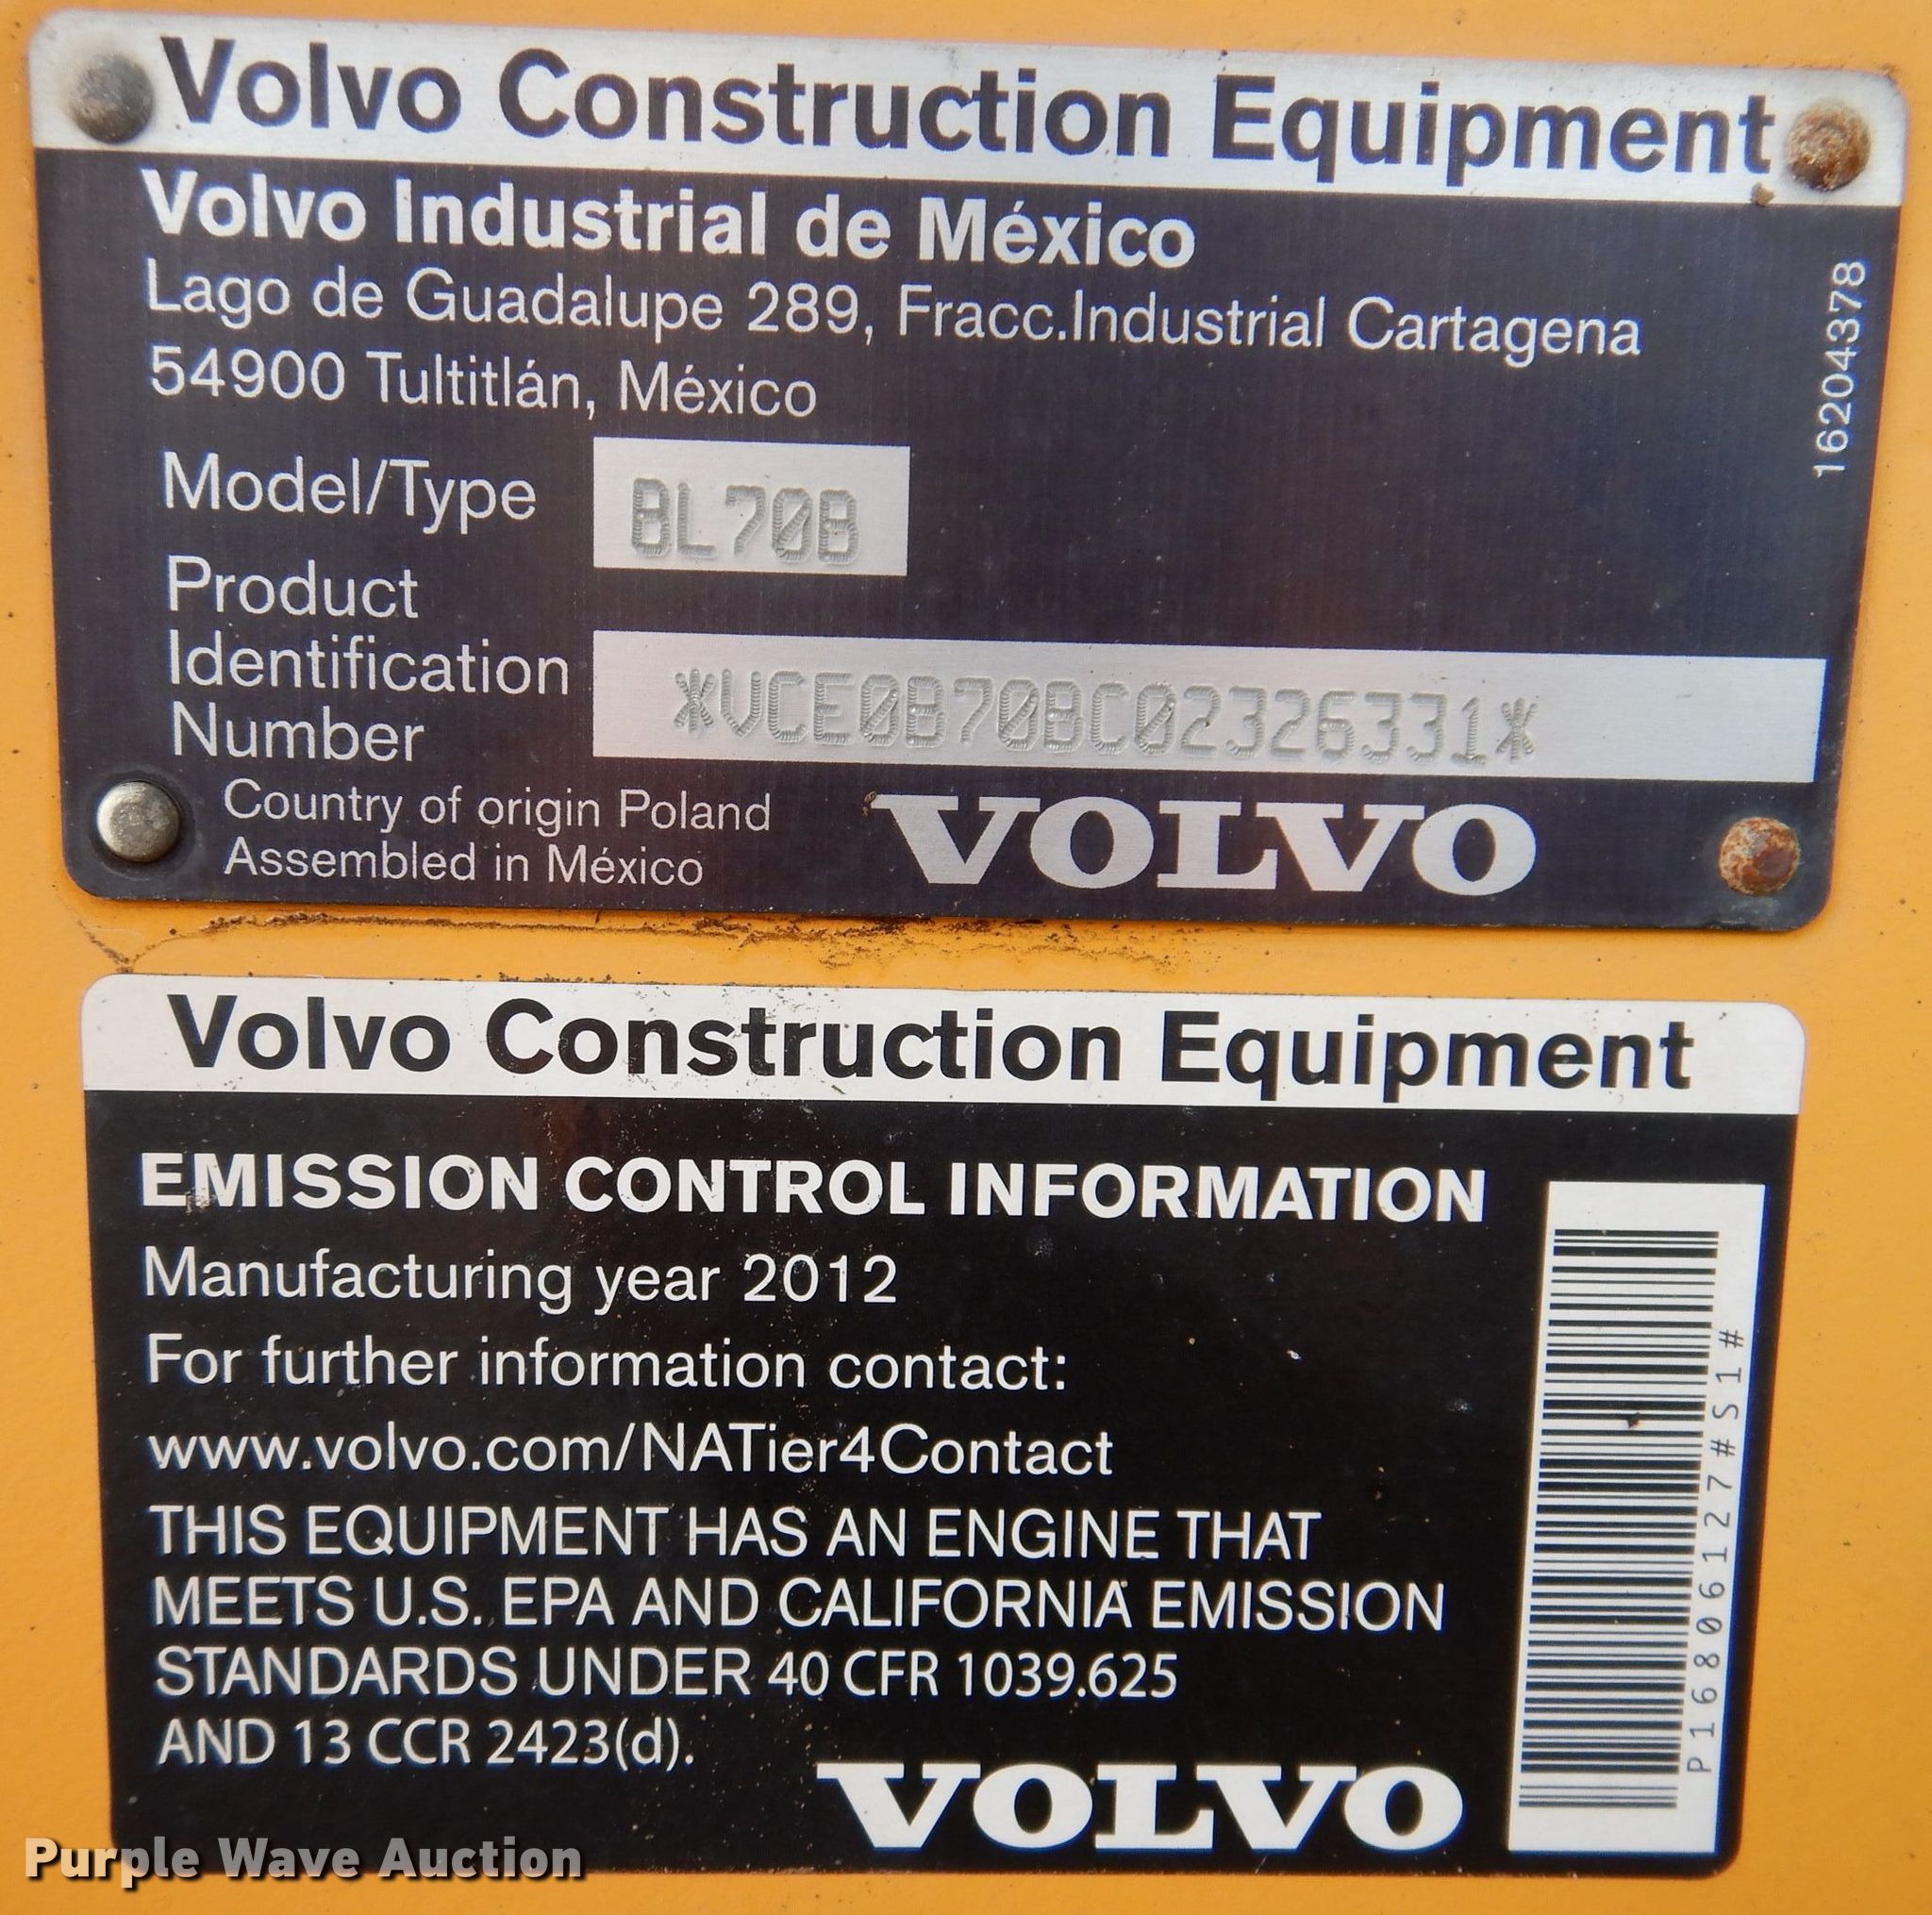 Volvo Construction Equipment
Volvo Industrial de México
Lago de Guadalupe 289, Fracc.Industrial Cartagena
54900 Tultitlán, México
16204378
Model/Type BL70B
Product
Identification
Number
*VCE0B70BC02326331*
Country of origin Poland
Assembled in México
VOLVO
Volvo Construction Equipment
EMISSION CONTROL INFORMATION
Manufacturing year 2012
For further information contact:
www.volvo.com/NATier4Contact
THIS EQUIPMENT HAS AN ENGINE THAT
MEETS U.S. EPA AND CALIFORNIA EMISSION
STANDARDS UNDER 40 CFR 1039.625
AND 13 CCR 2423(d).
VOLVO
P16806127#S1#
Purple Wave Auction